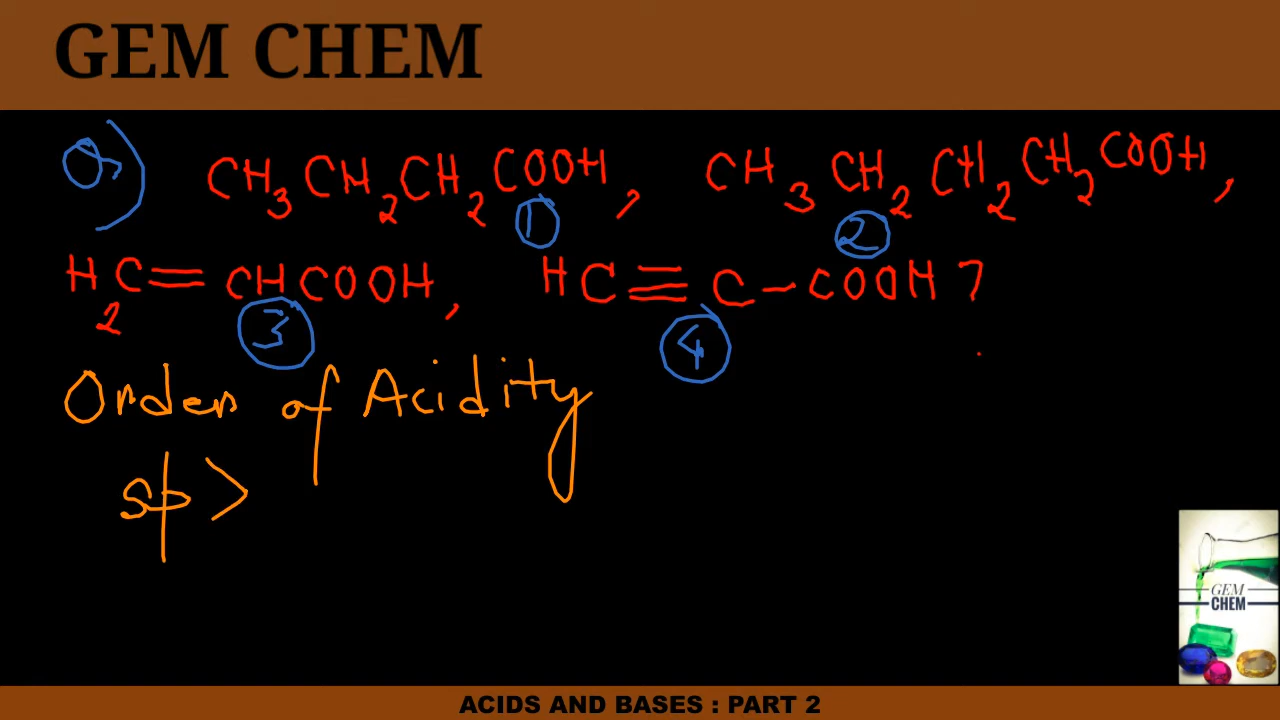 GEM CHEM
Q) CH3CH2CH2COOH, CH3CH2CH2CH2COOH,
① ②
H2C=CHCOOH, HC≡C-COOH?
③ ④
Order of Acidity
sp >
GEM
CHEM
ACIDS AND BASES : PART 2